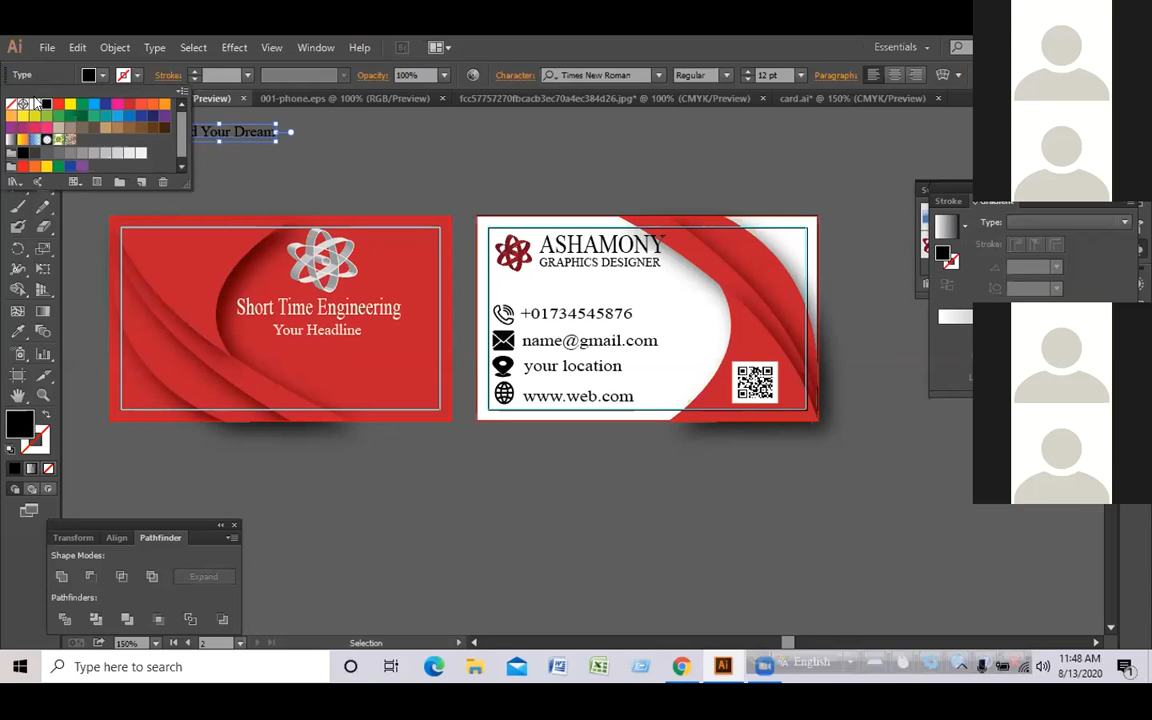 Ai File Edit Object Type Select Effect View Window Help Br Essentials
Type Stroke: Opacity: 100% Character: Times New Roman Regular 12 pt Paragraph:
Preview) × 001-phone.eps @ 100% (RGB/Preview) × fcc57757270fbcacb3ec70a4ec384d26.jpg* @ 100% (CMYK/Preview) × card.ai* @ 150% (CMYK/Preview) ×
d Your Dream
Stroke Gradient
Type:
Stroke:
Short Time Engineering
Your Headline
ASHAMONY
GRAPHICS DESIGNER
+01734545876
name@gmail.com
your location
www.web.com
Transform Align Pathfinder
Shape Modes:
Expand
Pathfinders:
150% 2 Selection
Type here to search
Ai English
11:48 AM
8/13/2020
1